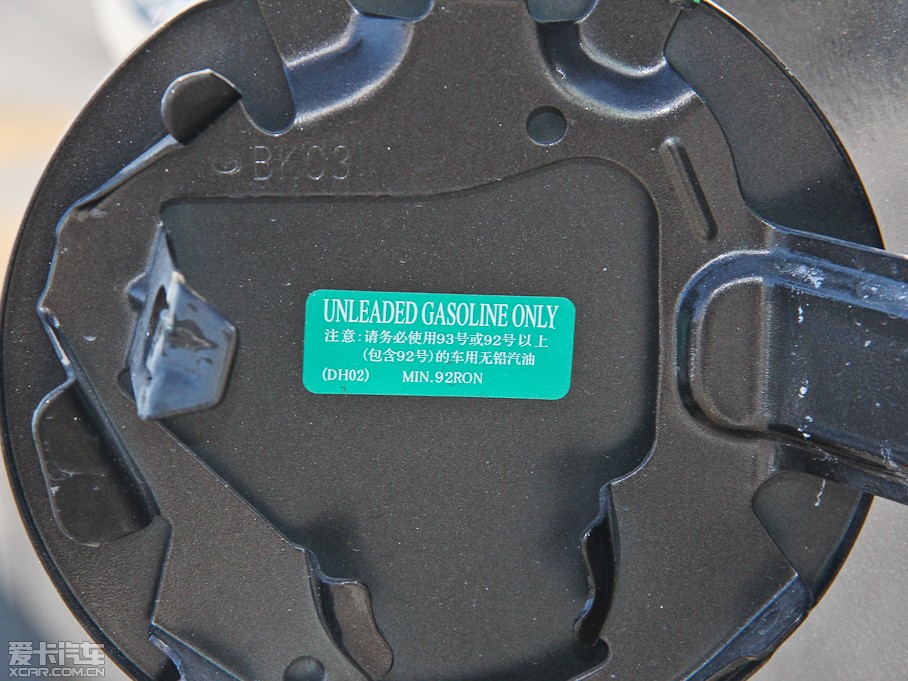 BK03
UNLEADED GASOLINE ONLY
注意:请务必使用93号或92号以上
(包含92号)的车用无铅汽油
(DH02) MIN.92RON
爱卡汽车
XCAR.COM.CN